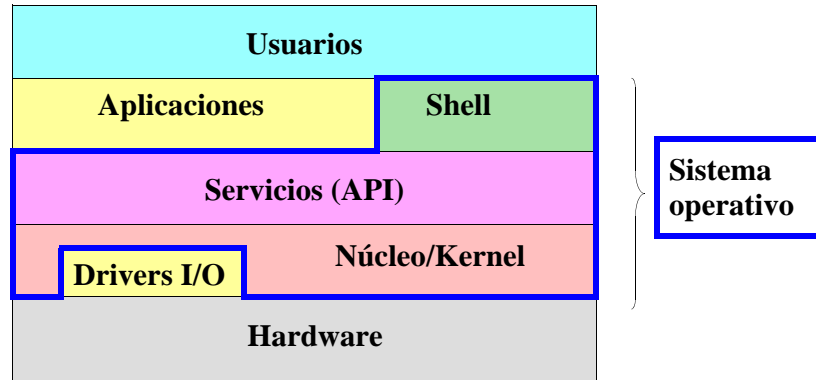 Usuarios
Aplicaciones
Shell
Servicios (API)
Sistema
operativo
Núcleo/Kernel
Drivers I/O
Hardware